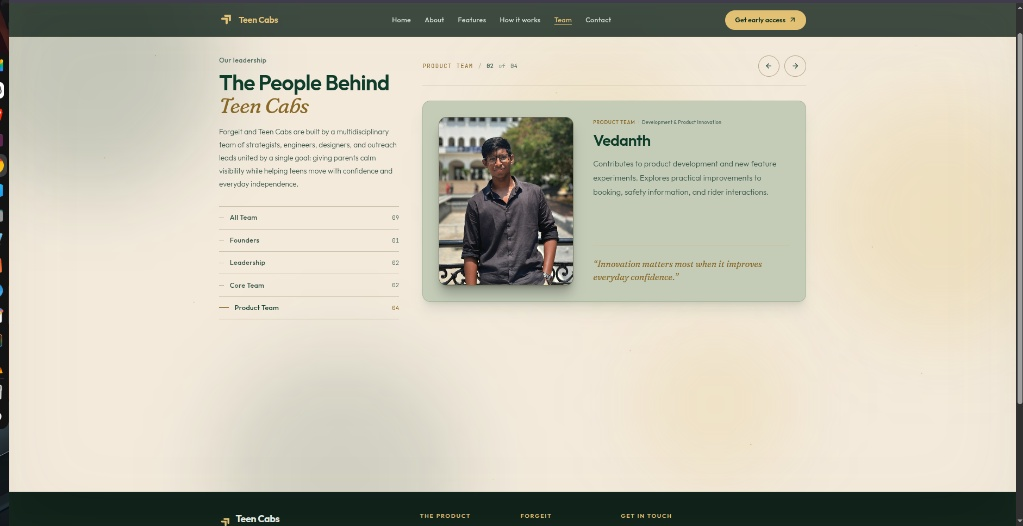 Teen Cabs
Home
About
Features
How it works
Team
Contact
Get early access
Our leadership
The People Behind
Teen Cabs
Forgeit and Teen Cabs are built by a multidisciplinary
team of strategists, engineers, designers, and outreach
leads united by a single goal: giving parents calm
visibility while helping teens move with confidence and
everyday independence.
All Team 09
Founders 01
Leadership 02
Core Team 02
Product Team 04
PRODUCT TEAM / 02 of 04
PRODUCT TEAM Development & Product Innovation
Vedanth
Contributes to product development and new feature
experiments. Explores practical improvements to
booking, safety information, and rider interactions.
“Innovation matters most when it improves
everyday confidence.”
Teen Cabs
THE PRODUCT
FORGEIT
GET IN TOUCH